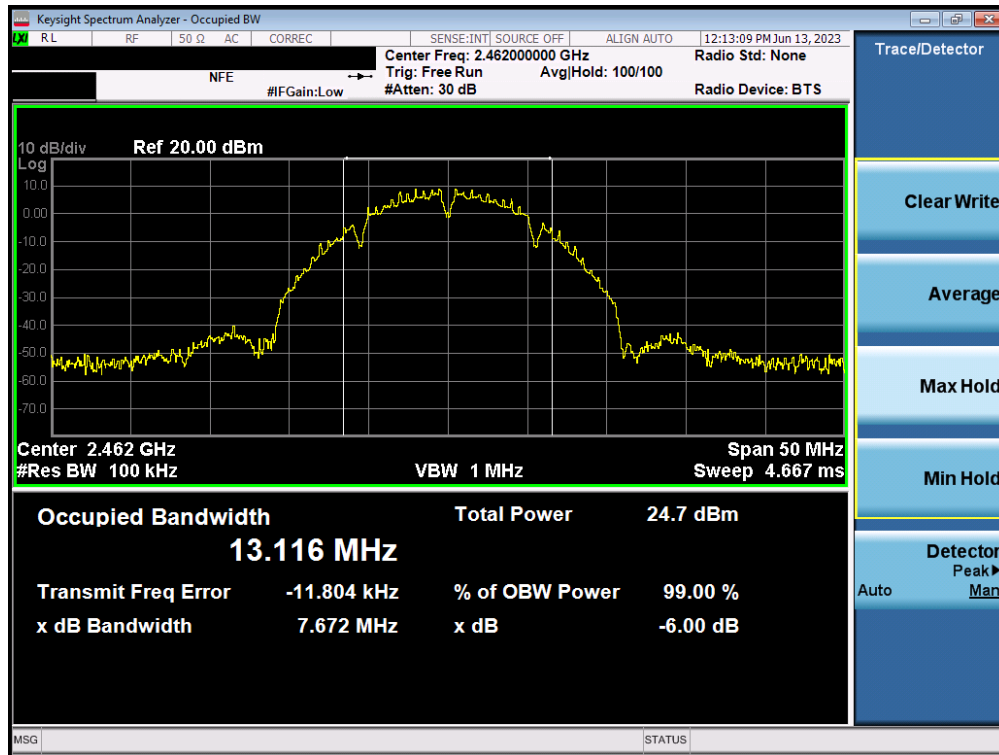 Keysight Spectrum Analyzer - Occupied BW
LXI RL RF 50 Ω AC CORREC SENSE:INT SOURCE OFF ALIGN AUTO 12:13:09 PM Jun 13, 2023
Center Freq: 2.462000000 GHz Radio Std: None
NFE Trig: Free Run Avg|Hold: 100/100
#IFGain:Low #Atten: 30 dB Radio Device: BTS
Trace/Detector
10 dB/div Ref 20.00 dBm
Log
10.0
0.00
-10.0
-20.0
-30.0
-40.0
-50.0
-60.0
-70.0
Center 2.462 GHz Span 50 MHz
#Res BW 100 kHz VBW 1 MHz Sweep 4.667 ms
Occupied Bandwidth Total Power 24.7 dBm
13.116 MHz
Transmit Freq Error -11.804 kHz % of OBW Power 99.00 %
x dB Bandwidth 7.672 MHz x dB -6.00 dB
Clear Write
Average
Max Hold
Min Hold
Detector
Peak▶
Auto Man
MSG STATUS